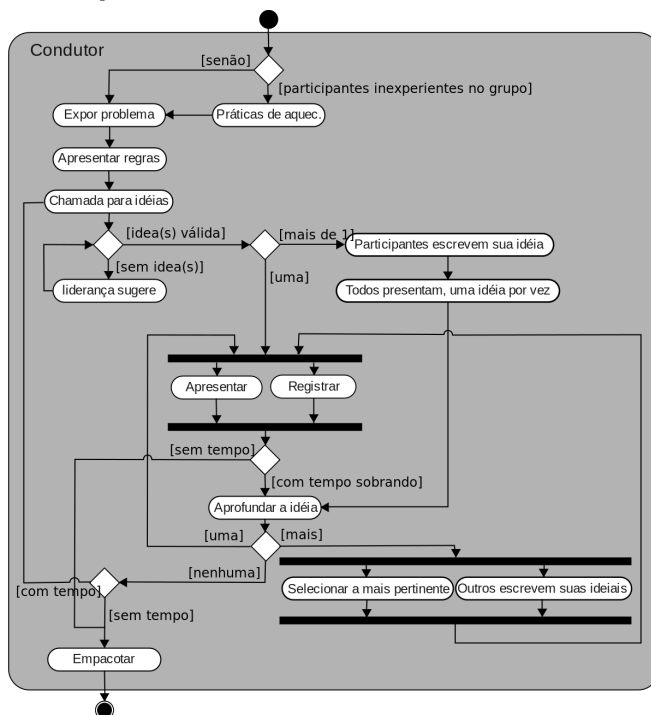 Condutor
[senão]
[participantes inexperientes no grupo]
Expor problema
Práticas de aquec.
Apresentar regras
Chamada para idéias
[idea(s) válida]
[mais de 1]
Participantes escrevem sua idéia
[sem idea(s)]
[uma]
liderança sugere
Todos presentam, uma idéia por vez
Apresentar
Registrar
[sem tempo]
[com tempo sobrando]
Aprofundar a idéia
[uma]
[mais]
[nenhuma]
[com tempo]
Selecionar a mais pertinente
Outros escrevem suas ideiais
[sem tempo]
Empacotar